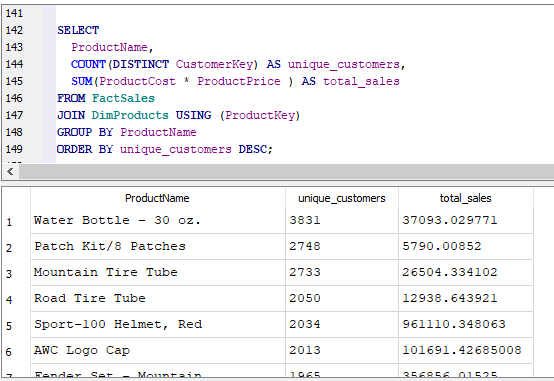 141
142 SELECT
143 ProductName,
144 COUNT(DISTINCT CustomerKey) AS unique_customers,
145 SUM(ProductCost * ProductPrice ) AS total_sales
146 FROM FactSales
147 JOIN DimProducts USING (ProductKey)
148 GROUP BY ProductName
149 ORDER BY unique_customers DESC;
ProductName unique_customers total_sales
1 Water Bottle - 30 oz. 3831 37093.029771
2 Patch Kit/8 Patches 2748 5790.00852
3 Mountain Tire Tube 2733 26504.334102
4 Road Tire Tube 2050 12938.643921
5 Sport-100 Helmet, Red 2034 961110.348063
6 AWC Logo Cap 2013 101691.42685008
7 Fender Set - Mountain 1965 356856.01525